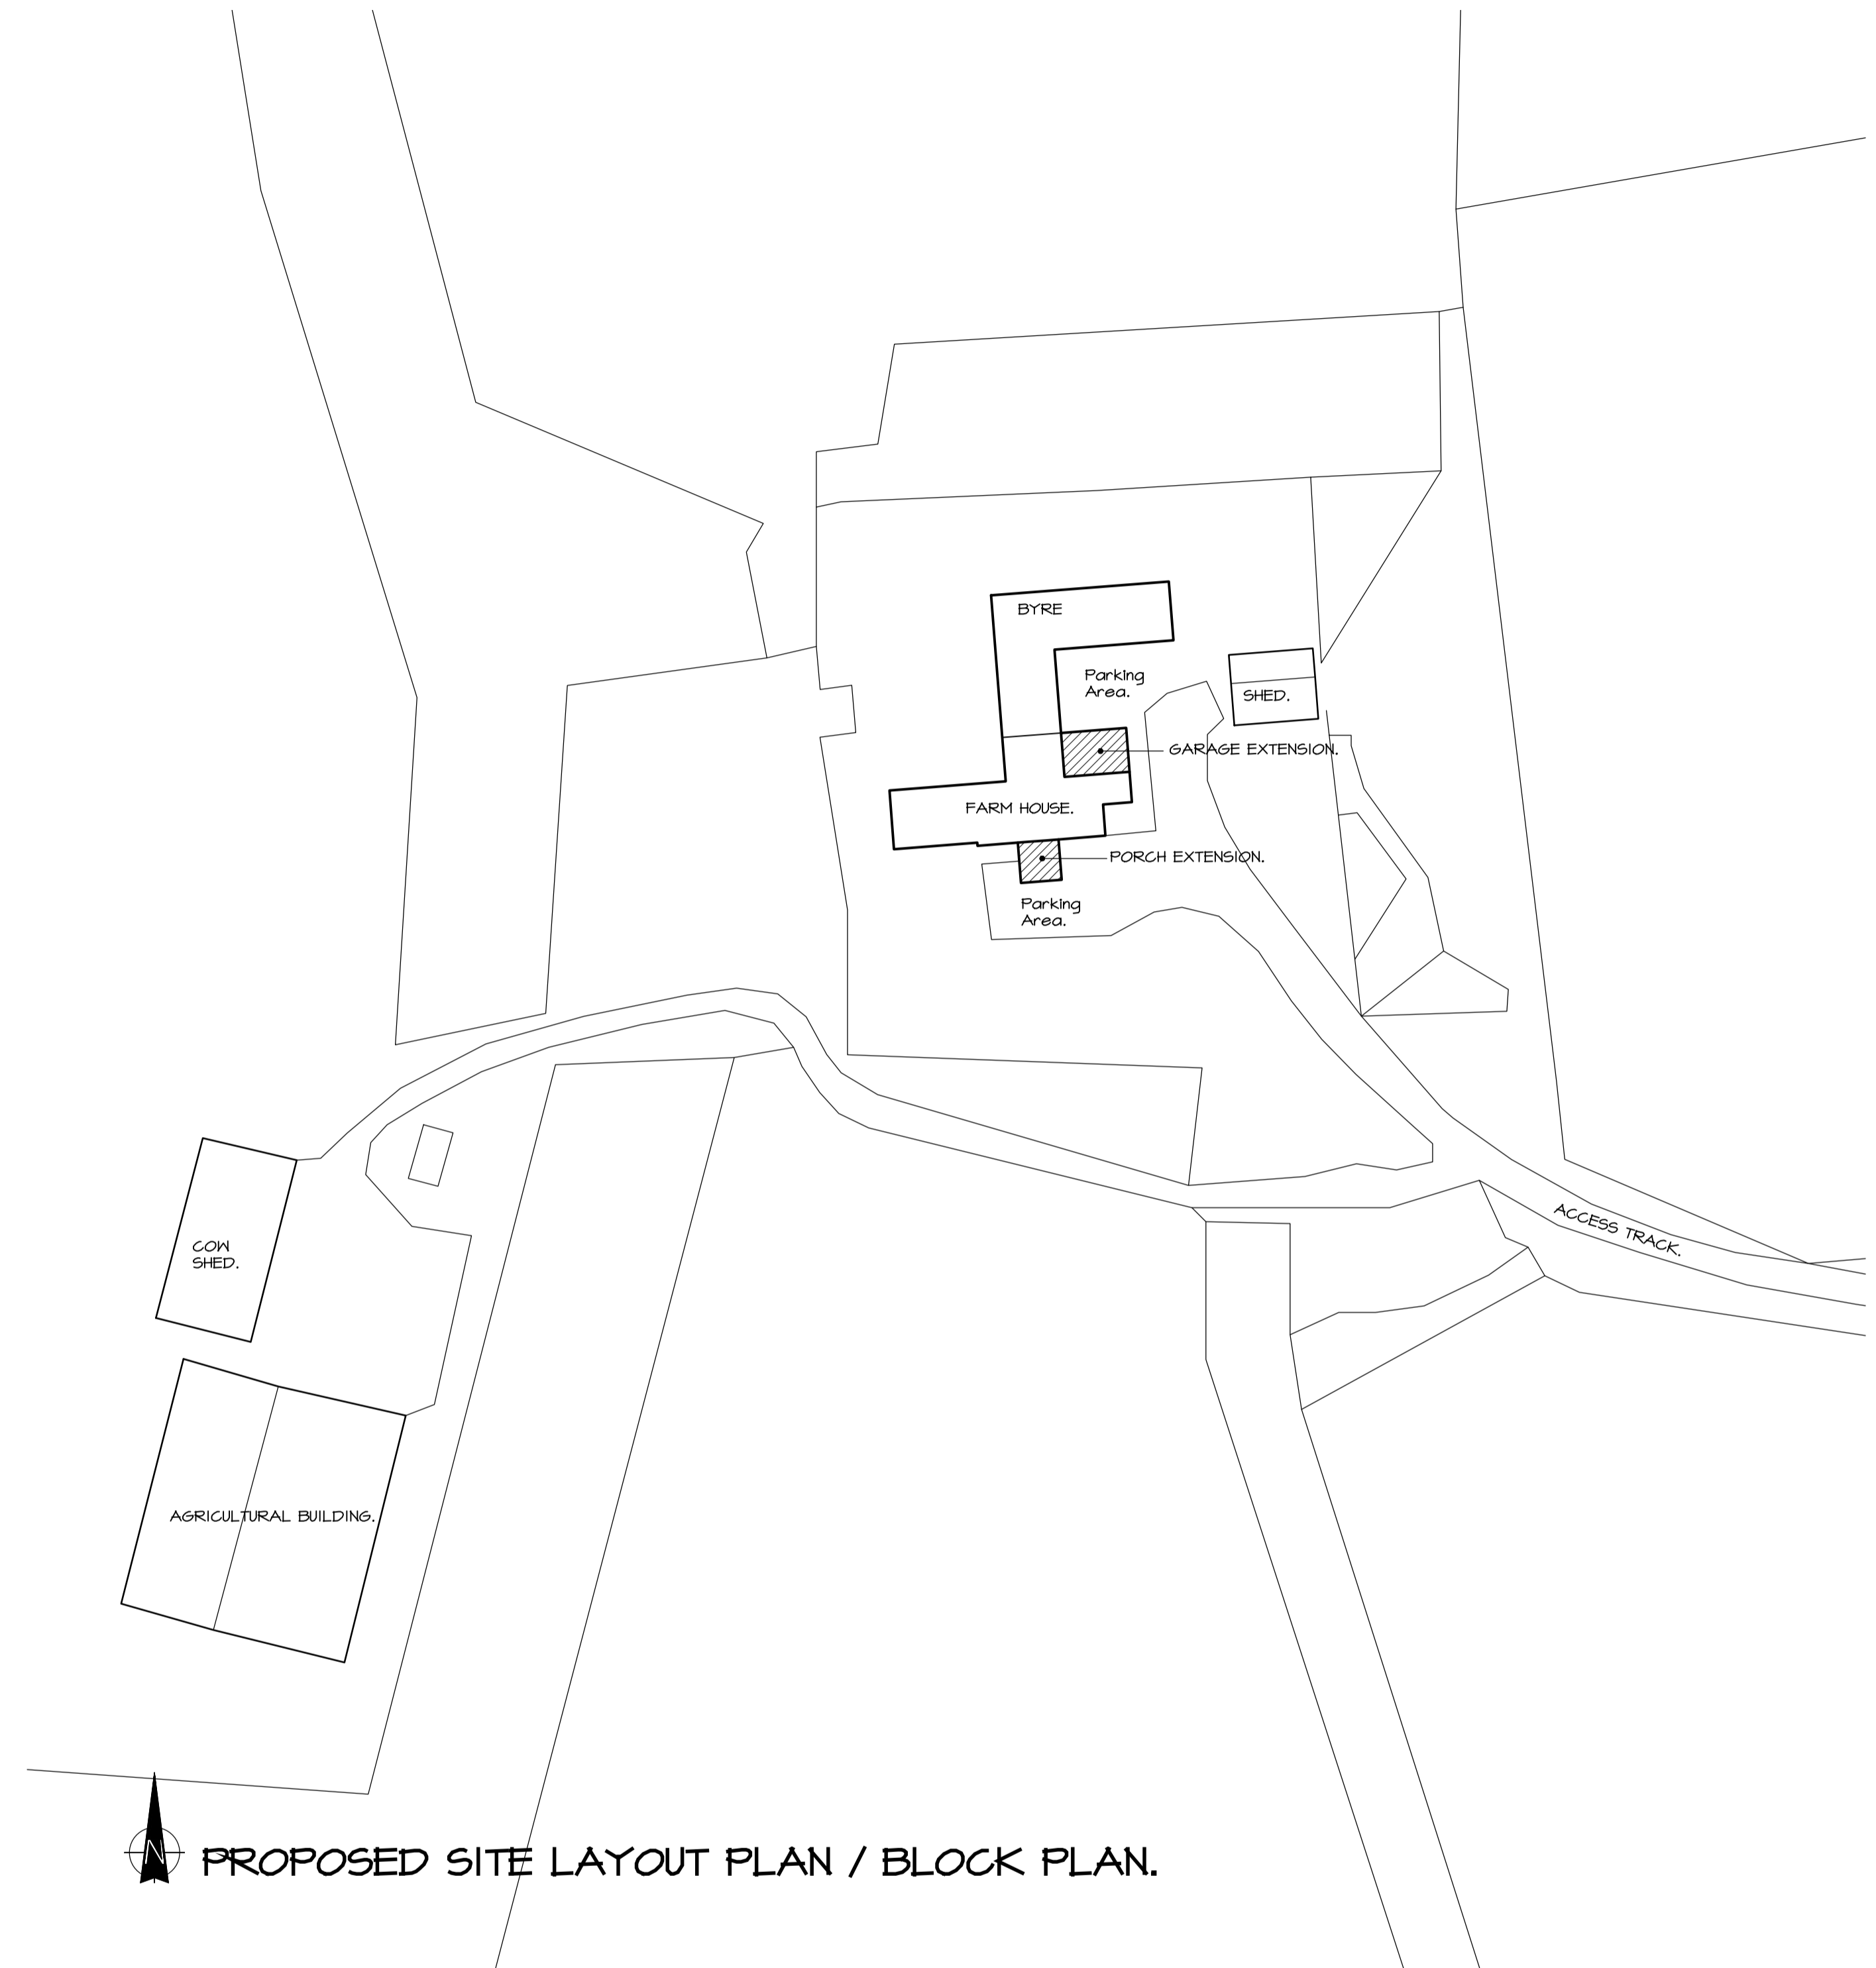 BYRE
Parking
Area.
SHED.
GARAGE EXTENSION.
FARM HOUSE.
PORCH EXTENSION.
Parking
Area.
ACCESS TRACK.
COW
SHED.
AGRICULTURAL BUILDING.
N
PROPOSED SITE LAYOUT PLAN / BLOCK PLAN.